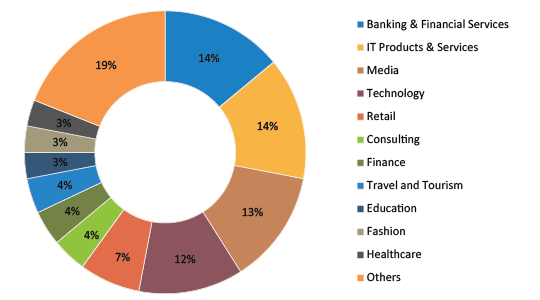 14%
14%
13%
12%
7%
4%
4%
4%
3%
3%
3%
19%
Banking & Financial Services
IT Products & Services
Media
Technology
Retail
Consulting
Finance
Travel and Tourism
Education
Fashion
Healthcare
Others